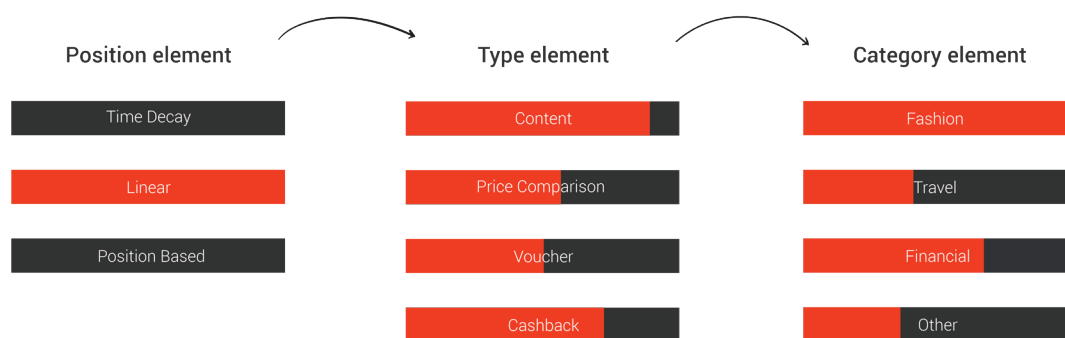 Position element
Type element
Category element
Time Decay
Content
Fashion
Linear
Price Comparison
Travel
Position Based
Voucher
Financial
Cashback
Other